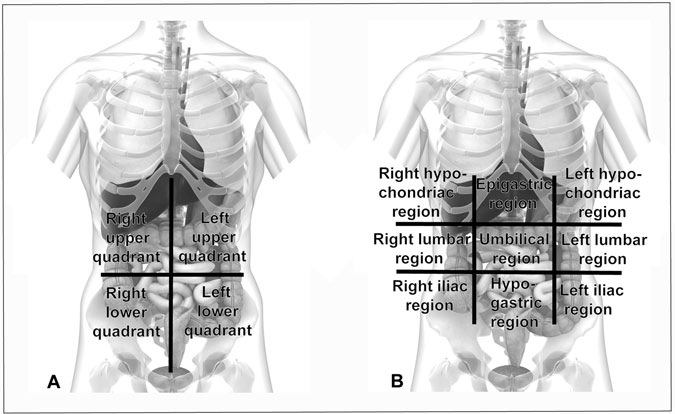 Right
upper
quadrant
Left
upper
quadrant
Right
lower
quadrant
Left
lower
quadrant
A
Right hypo-
chondriac
region
Epigastric
region
Left hypo-
chondriac
region
Right lumbar
region
Umbilical
region
Left lumbar
region
Right iliac
region
Hypo-
gastric
region
Left iliac
region
B